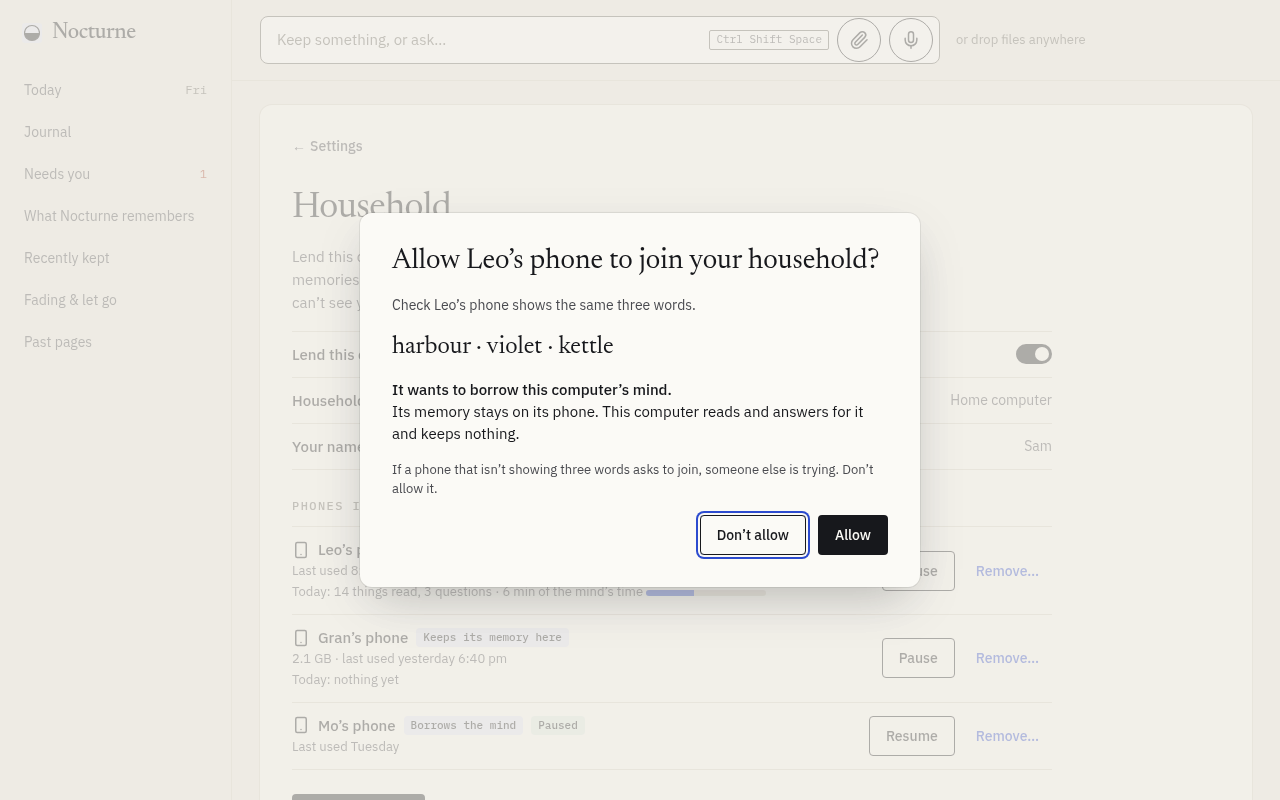 Nocturne
Keep something, or ask...
Ctrl Shift Space
or drop files anywhere
Today
Fri
Journal
Needs you
1
What Nocturne remembers
Recently kept
Fading & let go
Past pages
← Settings
Household
Lend this
memories
can’t see
Allow Leo’s phone to join your household?
Check Leo’s phone shows the same three words.
harbour · violet · kettle
It wants to borrow this computer’s mind.
Its memory stays on its phone. This computer reads and answers for it
and keeps nothing.
If a phone that isn’t showing three words asks to join, someone else is trying. Don’t
allow it.
Don’t allow
Allow
Lend this
Household
Home computer
Your name
Sam
PHONES
Leo’s
Last used 8
Today: 14 things read, 3 questions · 6 min of the mind’s time
Remove...
Gran’s phone
Keeps its memory here
2.1 GB · last used yesterday 6:40 pm
Today: nothing yet
Pause
Remove...
Mo’s phone
Borrows the mind
Paused
Last used Tuesday
Resume
Remove...